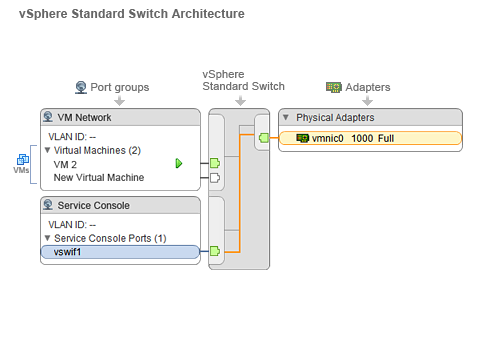 vSphere Standard Switch Architecture
Port groups
vSphere
Standard Switch
Adapters
VM Network
VLAN ID: --
Virtual Machines (2)
VM 2
New Virtual Machine
VMs
Service Console
VLAN ID: --
Service Console Ports (1)
vswif1
Physical Adapters
vmnic0 1000 Full